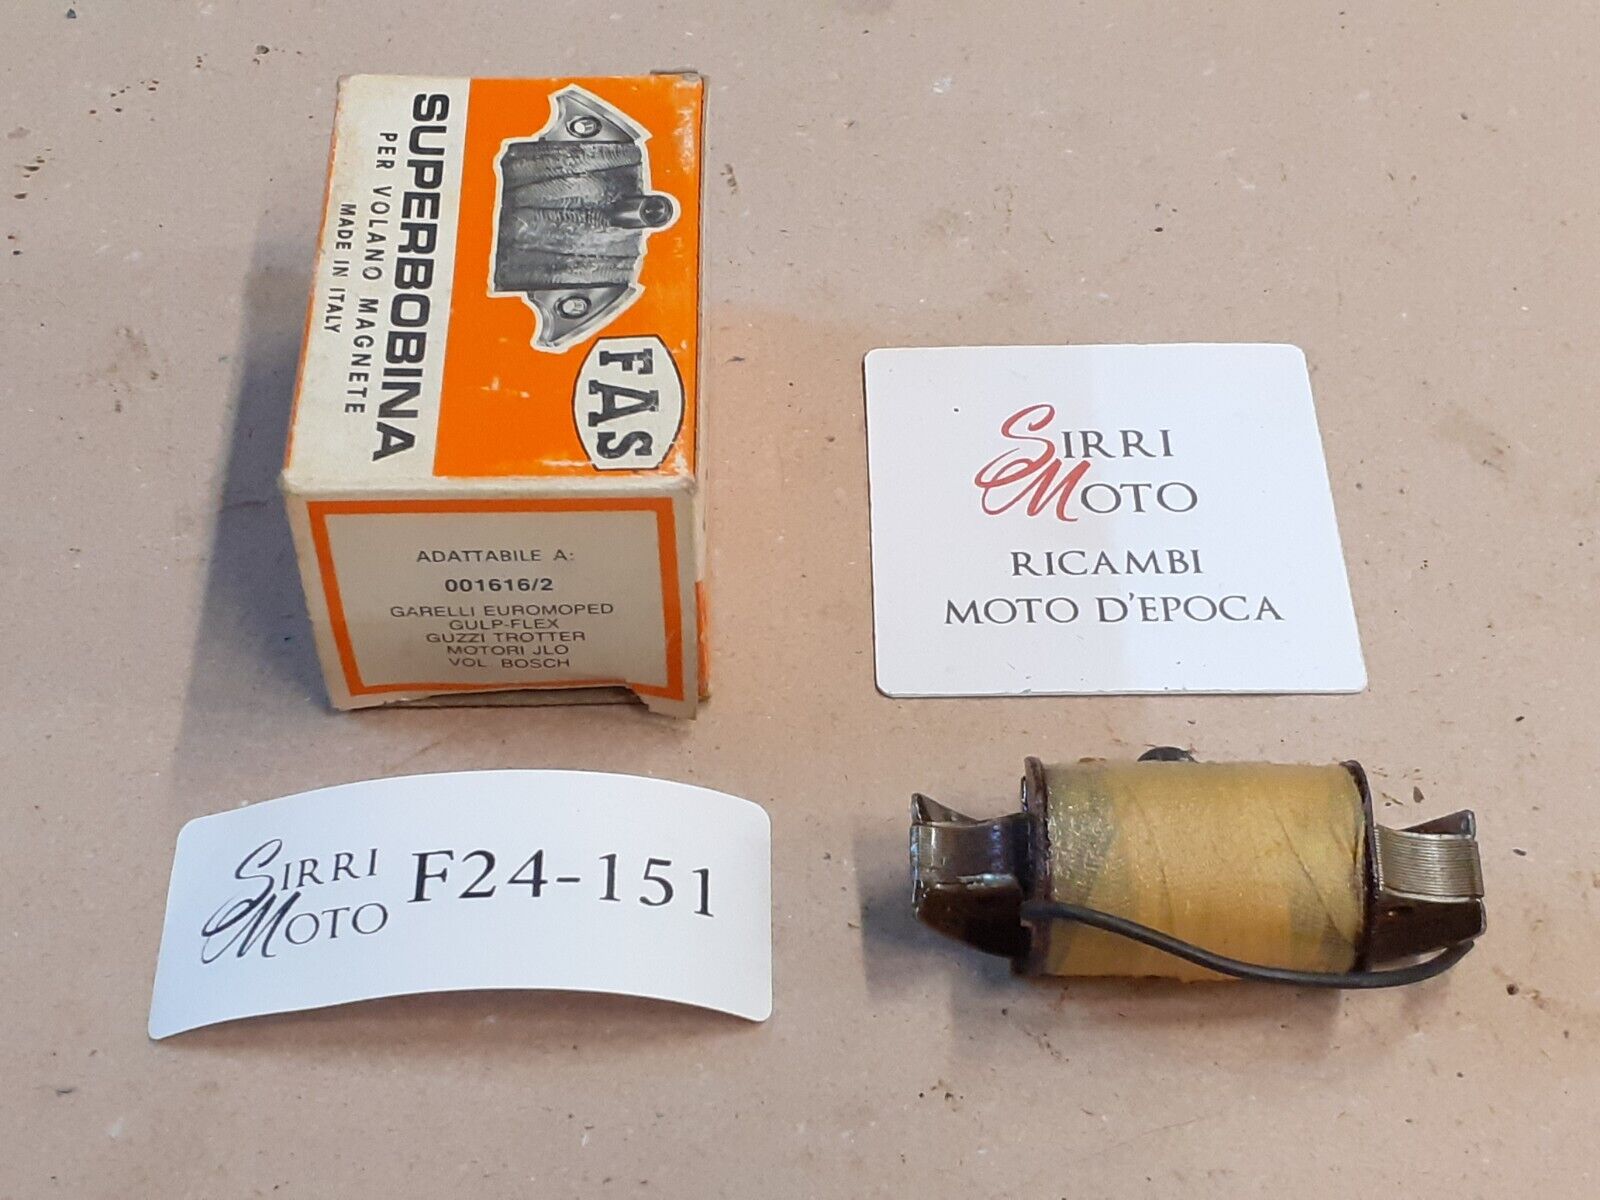 SUPERBOBINA
PER VOLANO MAGNETE
MADE IN ITALY
FAS
ADATTABILE A:
001616/2
GARELLI EUROMOPED
GULP-FLEX
GUZZI TROTTER
MOTORI JLO
VOL BOSCH
SIRRI
MOTO
RICAMBI
MOTO D'EPOCA
SIRRI
MOTO
F24-151